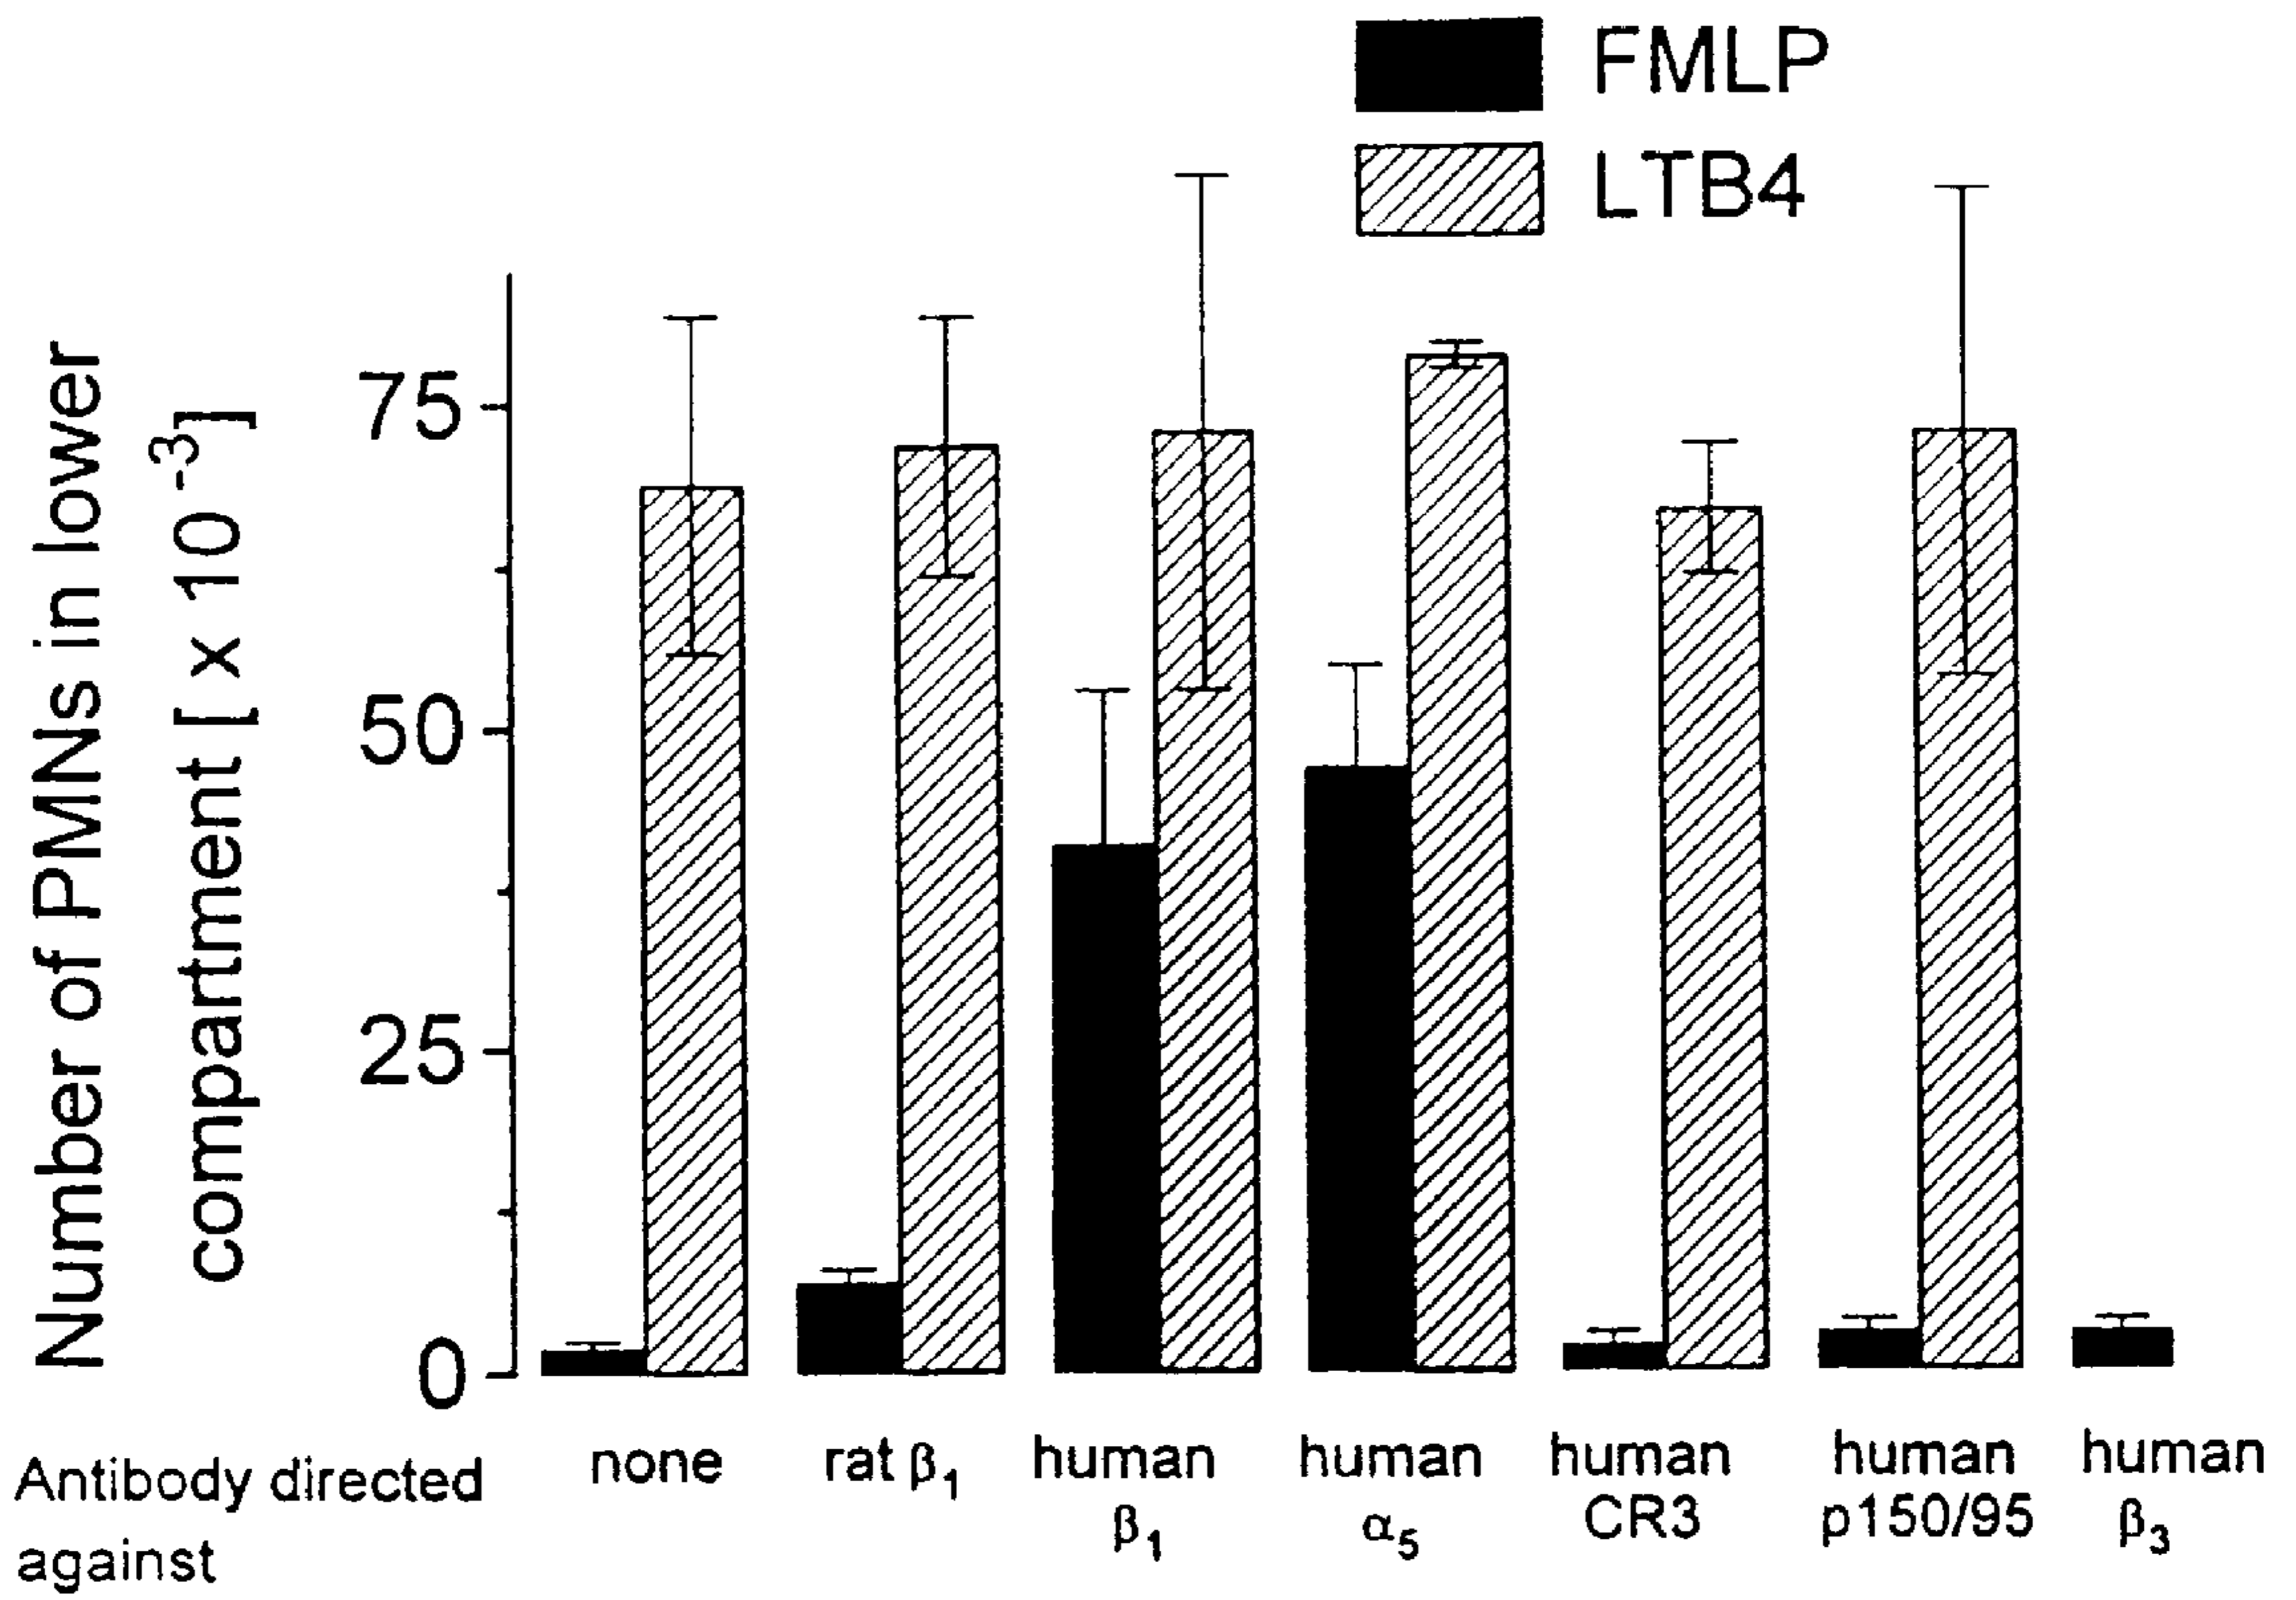 FMLP
LTB4
Number of PMNs in lower
compartment [ x 10⁻³]
75
50
25
0
Antibody directed
against
none
rat β₁
human
β₁
human
α₅
human
CR3
human
p150/95
human
β₃